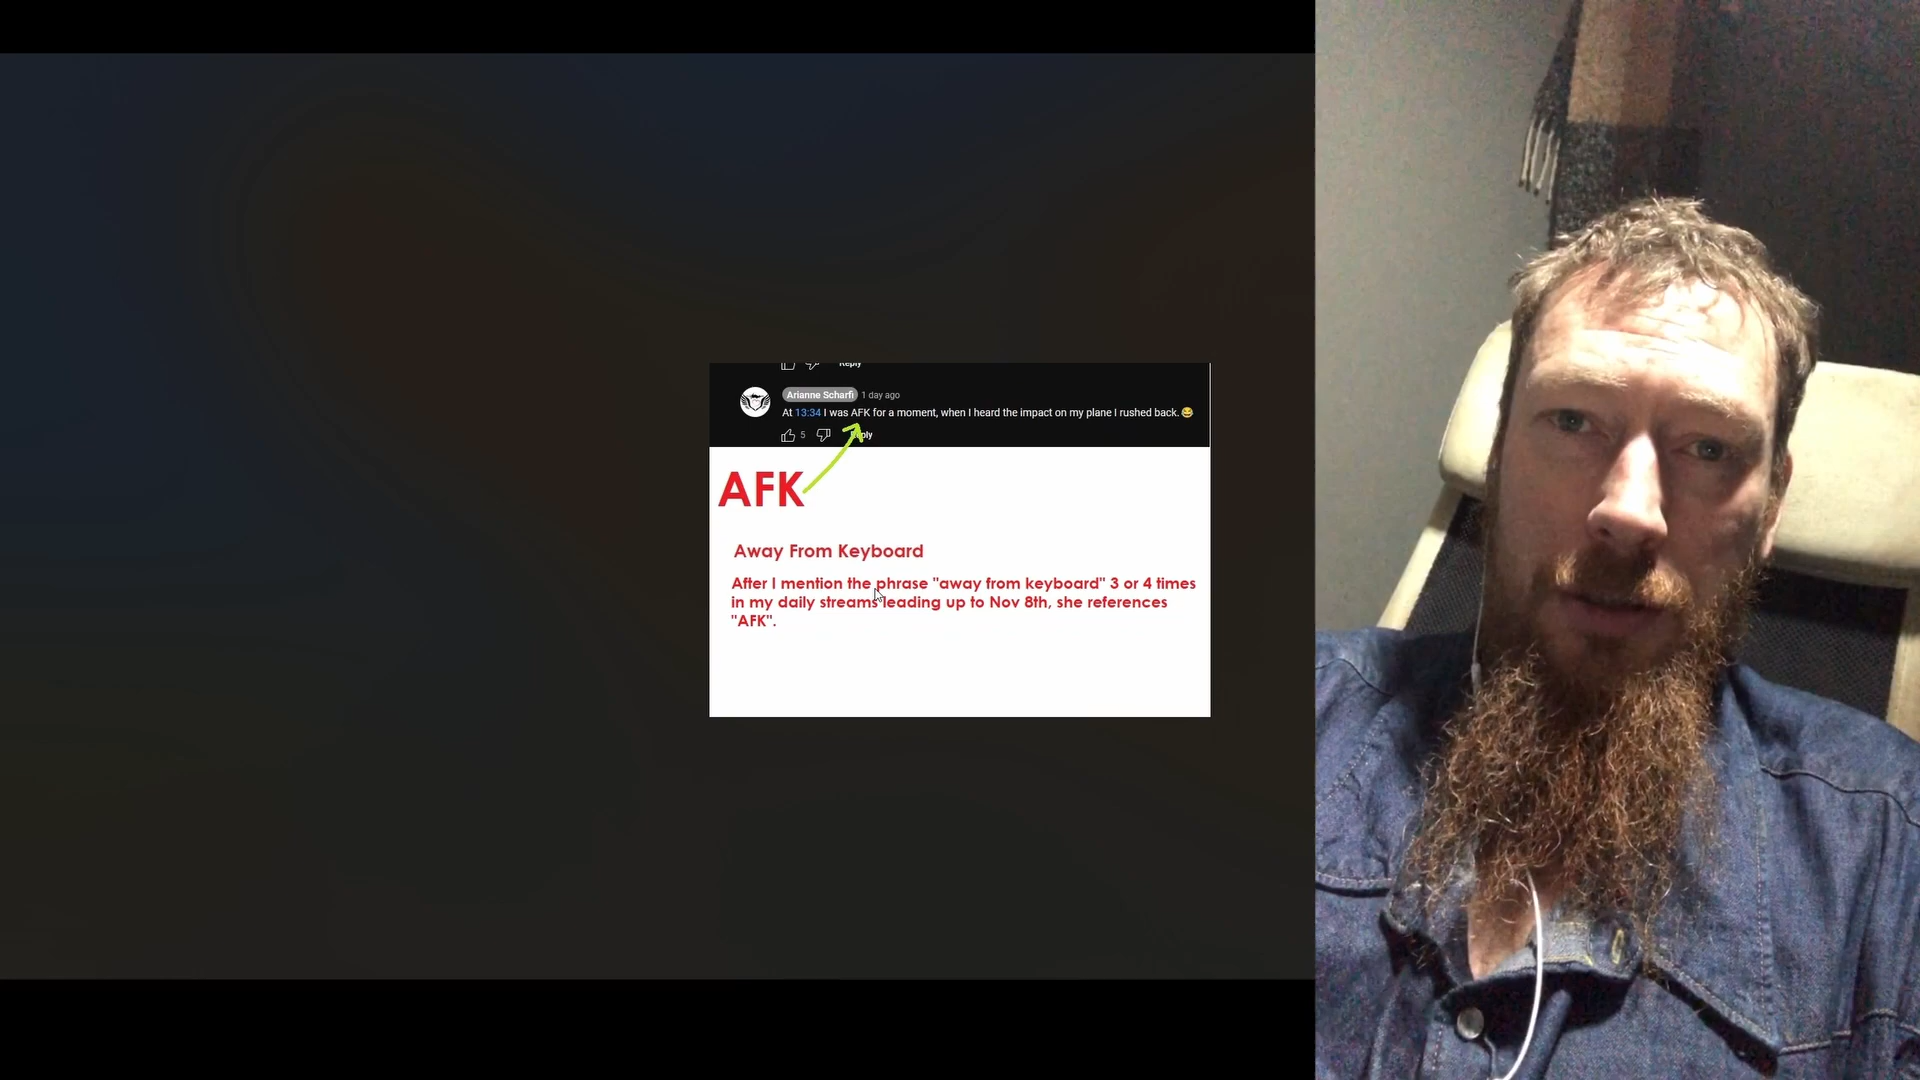 Reply
Arianne Scharfi 1 day ago
At 13:34 I was AFK for a moment, when I heard the impact on my plane I rushed back.😂
5 Reply
AFK
Away From Keyboard
After I mention the phrase "away from keyboard" 3 or 4 times
in my daily streams leading up to Nov 8th, she references
"AFK".